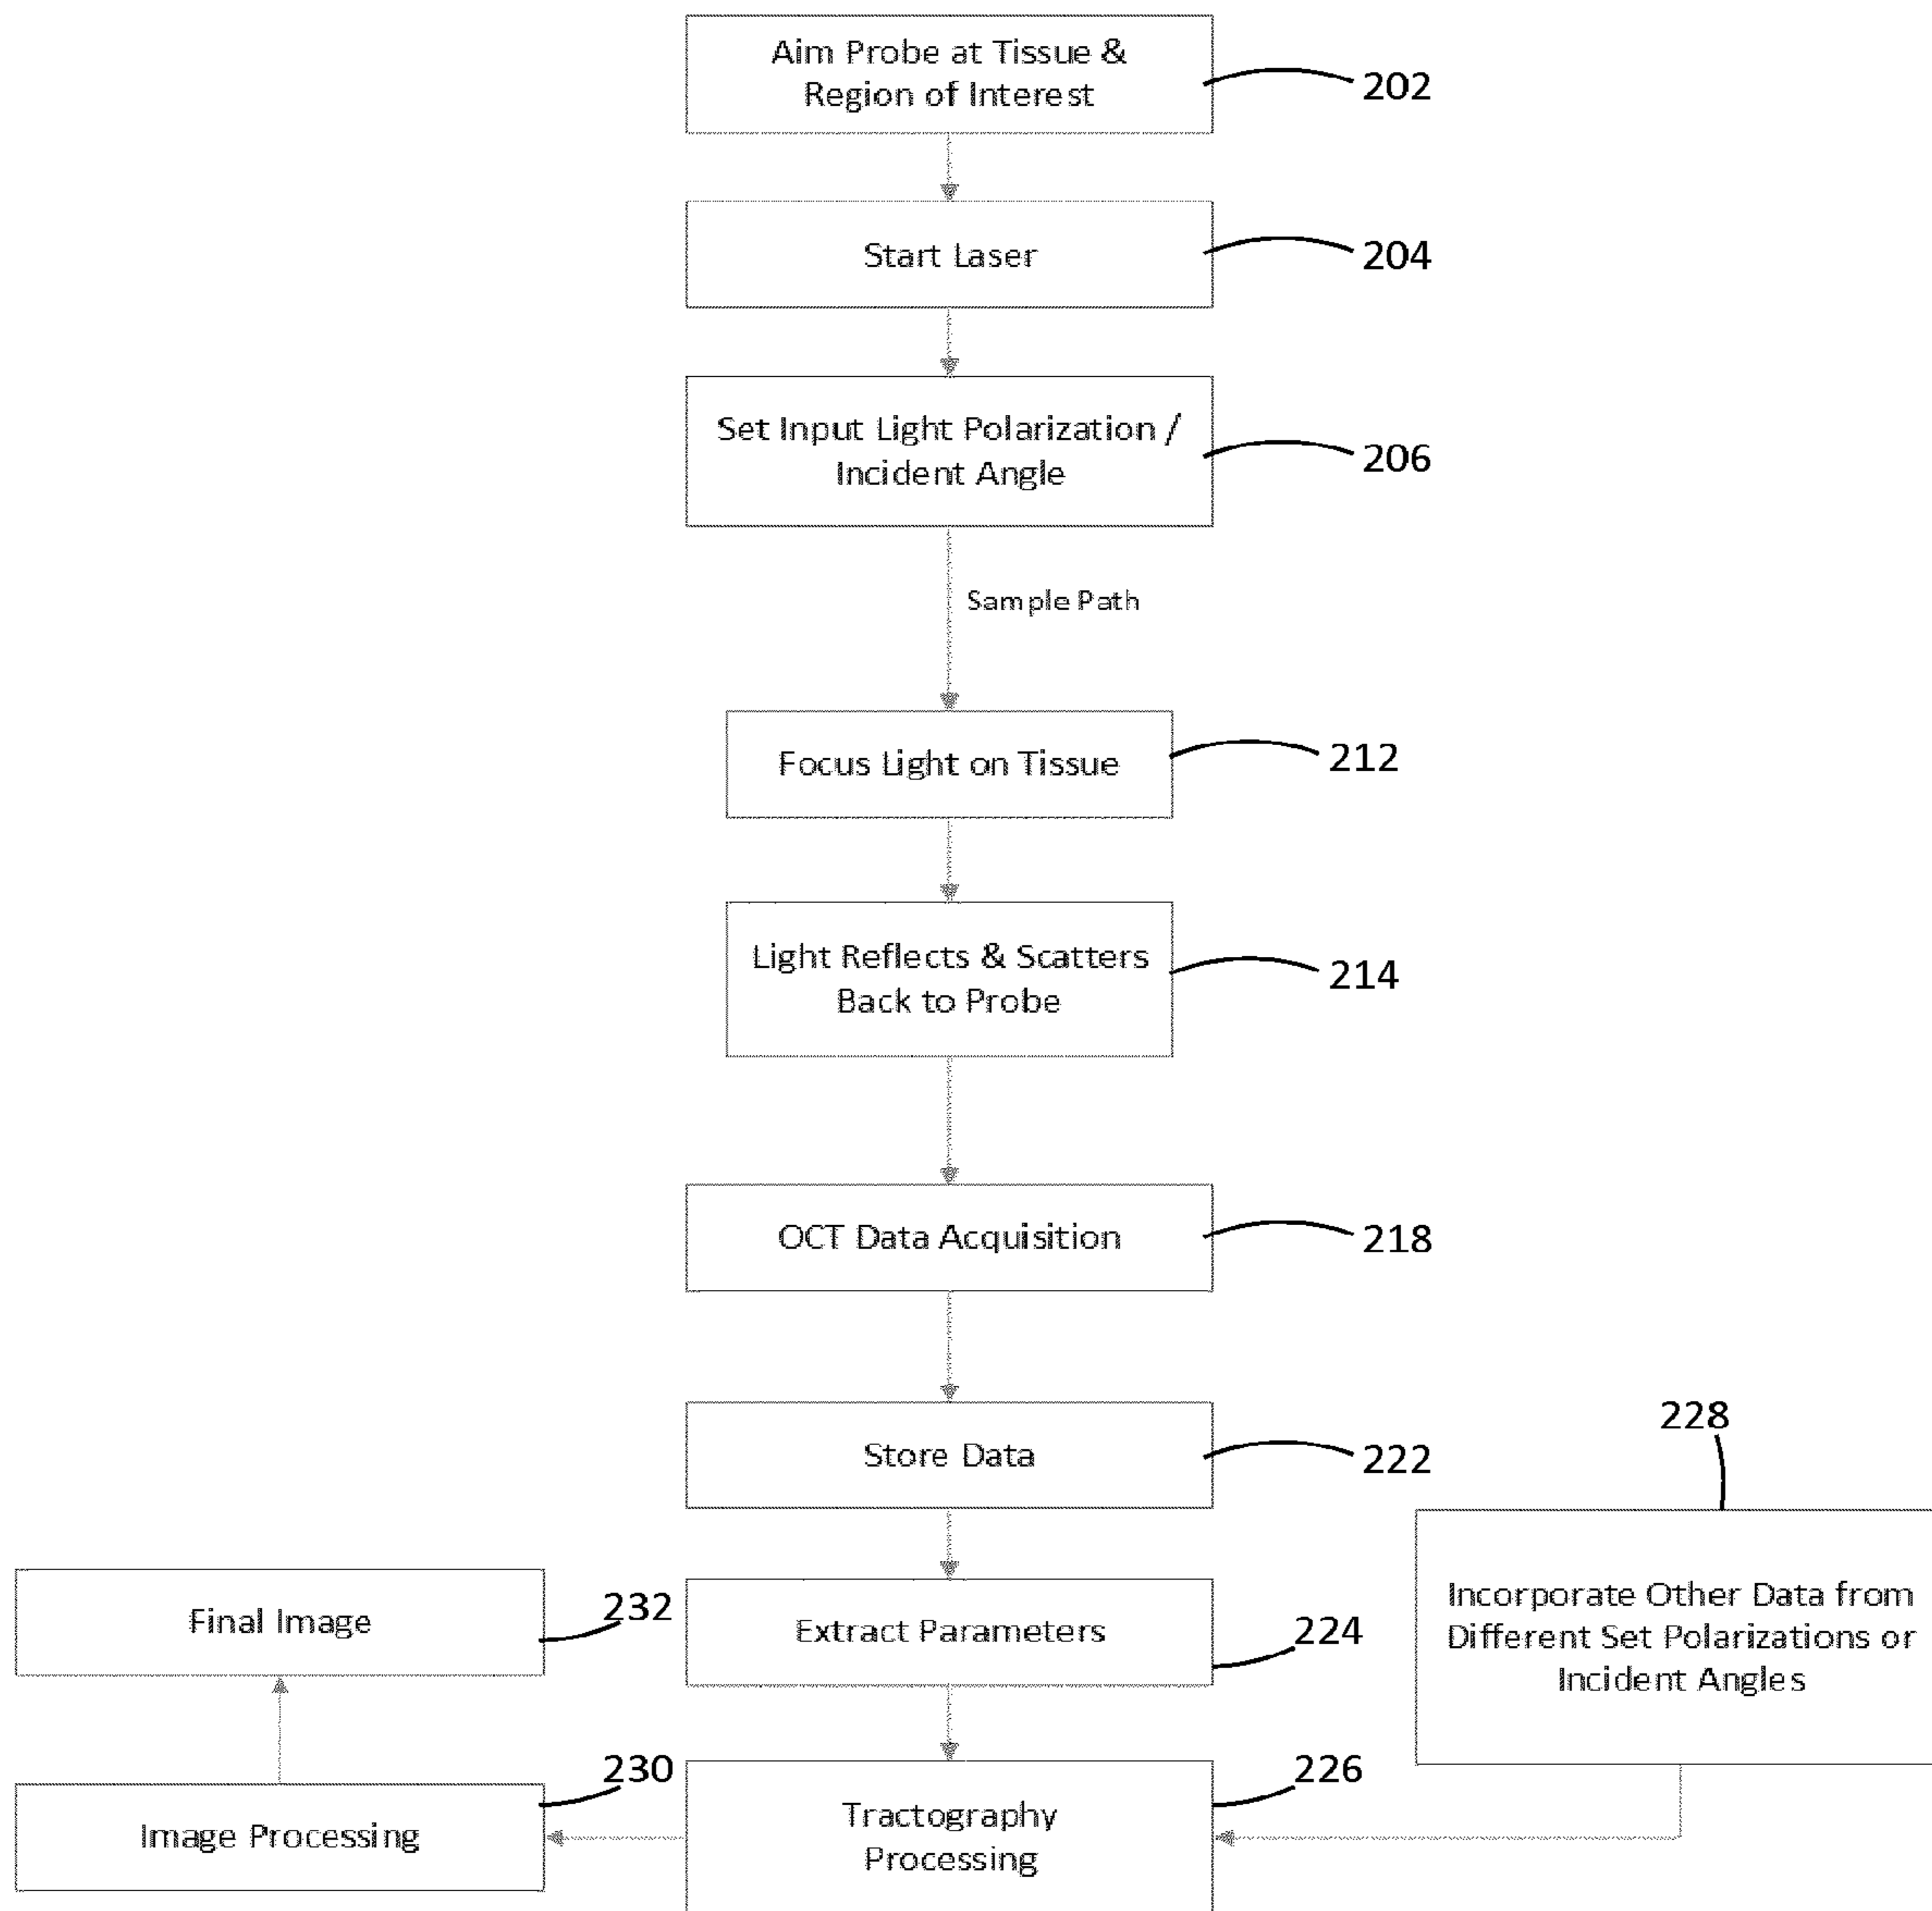 Aim Probe at Tissue &
Region of Interest
202
Start Laser
204
Set Input Light Polarization /
Incident Angle
206
Sample Path
Focus Light on Tissue
212
Light Reflects & Scatters
Back to Probe
214
OCT Data Acquisition
218
Store Data
222
228
Incorporate Other Data from
Different Set Polarizations or
Incident Angles
Extract Parameters
224
Tractography
Processing
226
Image Processing
230
Final Image
232